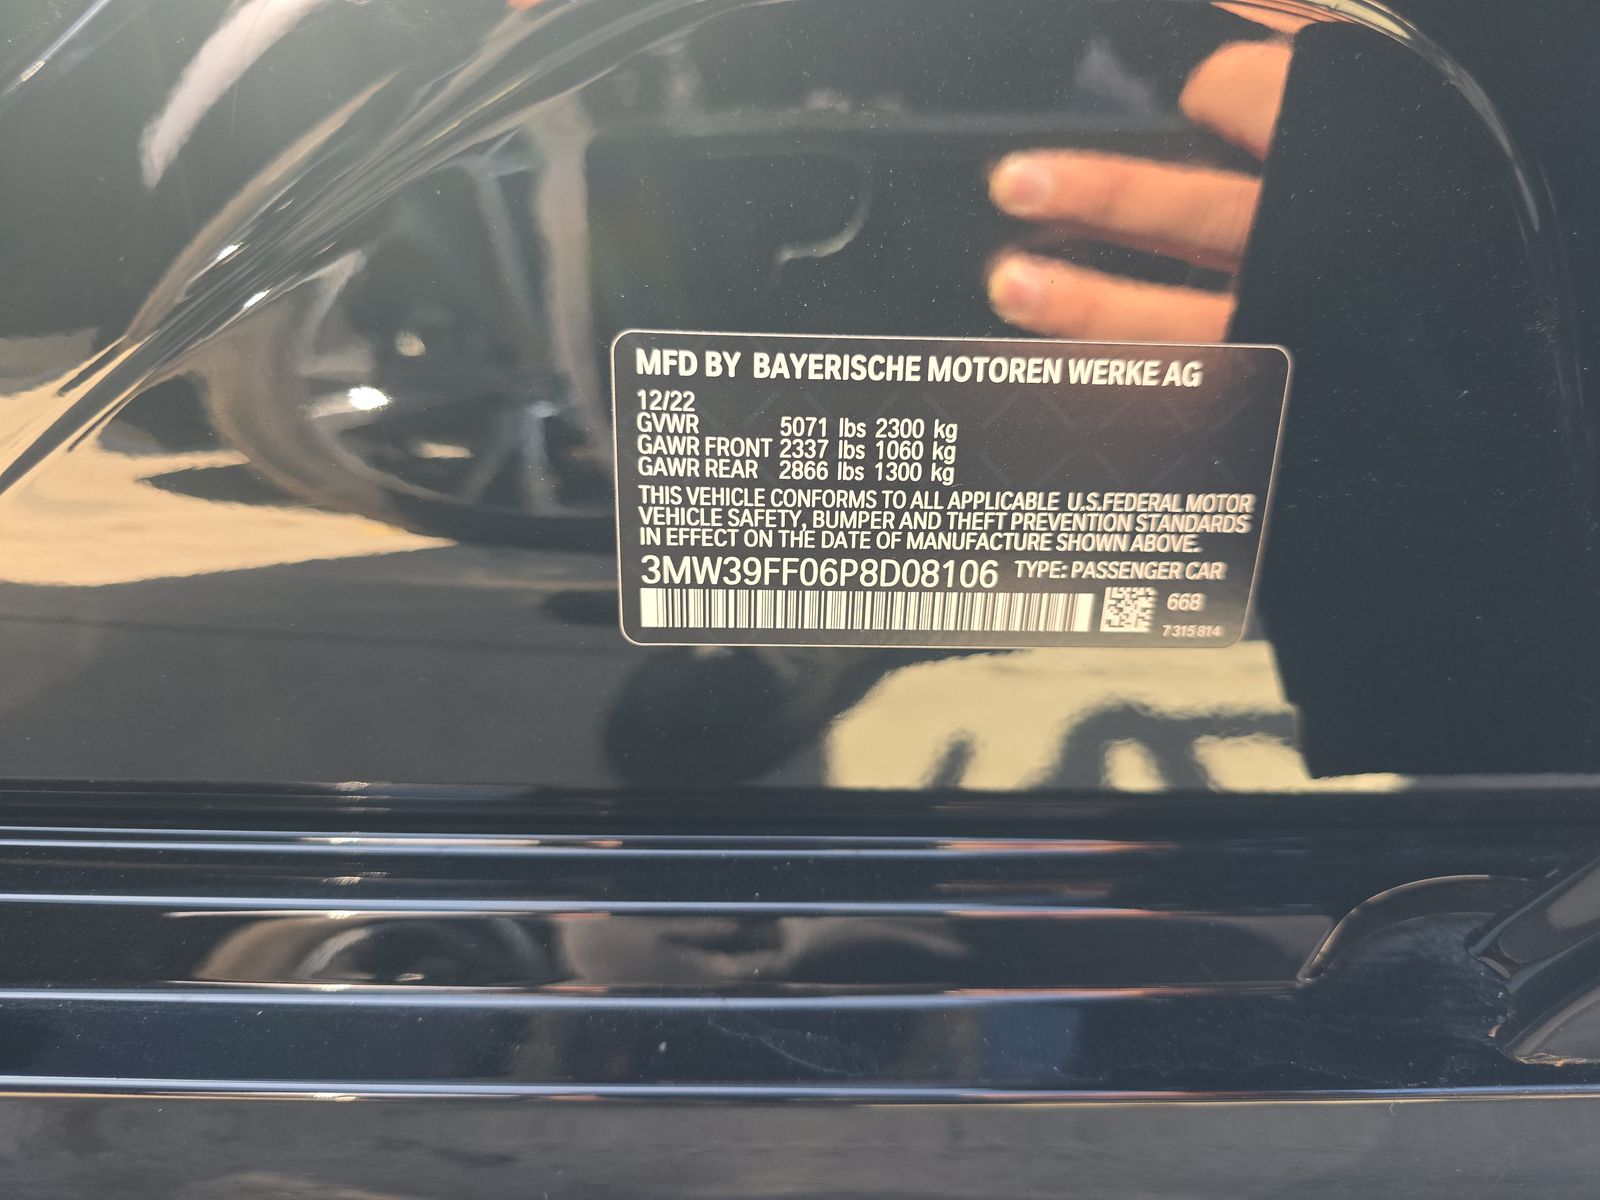 MFD BY BAYERISCHE MOTOREN WERKE AG
12/22
GVWR 5071 lbs 2300 kg
GAWR FRONT 2337 lbs 1060 kg
GAWR REAR 2866 lbs 1300 kg
THIS VEHICLE CONFORMS TO ALL APPLICABLE U.S.FEDERAL MOTOR
VEHICLE SAFETY, BUMPER AND THEFT PREVENTION STANDARDS
IN EFFECT ON THE DATE OF MANUFACTURE SHOWN ABOVE.
3MW39FF06P8D08106 TYPE: PASSENGER CAR
668
7 315 814